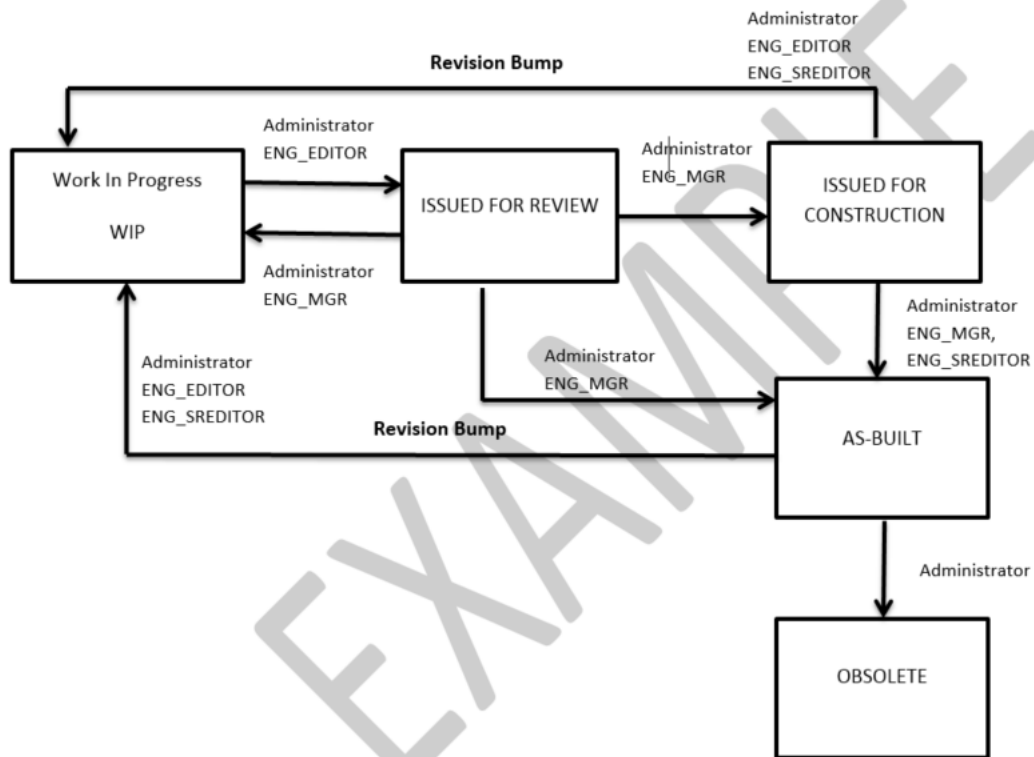 Administrator
ENG_EDITOR
ENG_SREDITOR
Revision Bump
Administrator
ENG_EDITOR
Administrator
ENG_MGR
Work In Progress
WIP
ISSUED FOR REVIEW
ISSUED FOR
CONSTRUCTION
Administrator
ENG_MGR
Administrator
ENG_MGR,
ENG_SREDITOR
Administrator
ENG_EDITOR
ENG_SREDITOR
Administrator
ENG_MGR
Revision Bump
AS-BUILT
Administrator
OBSOLETE
EXAMPLE